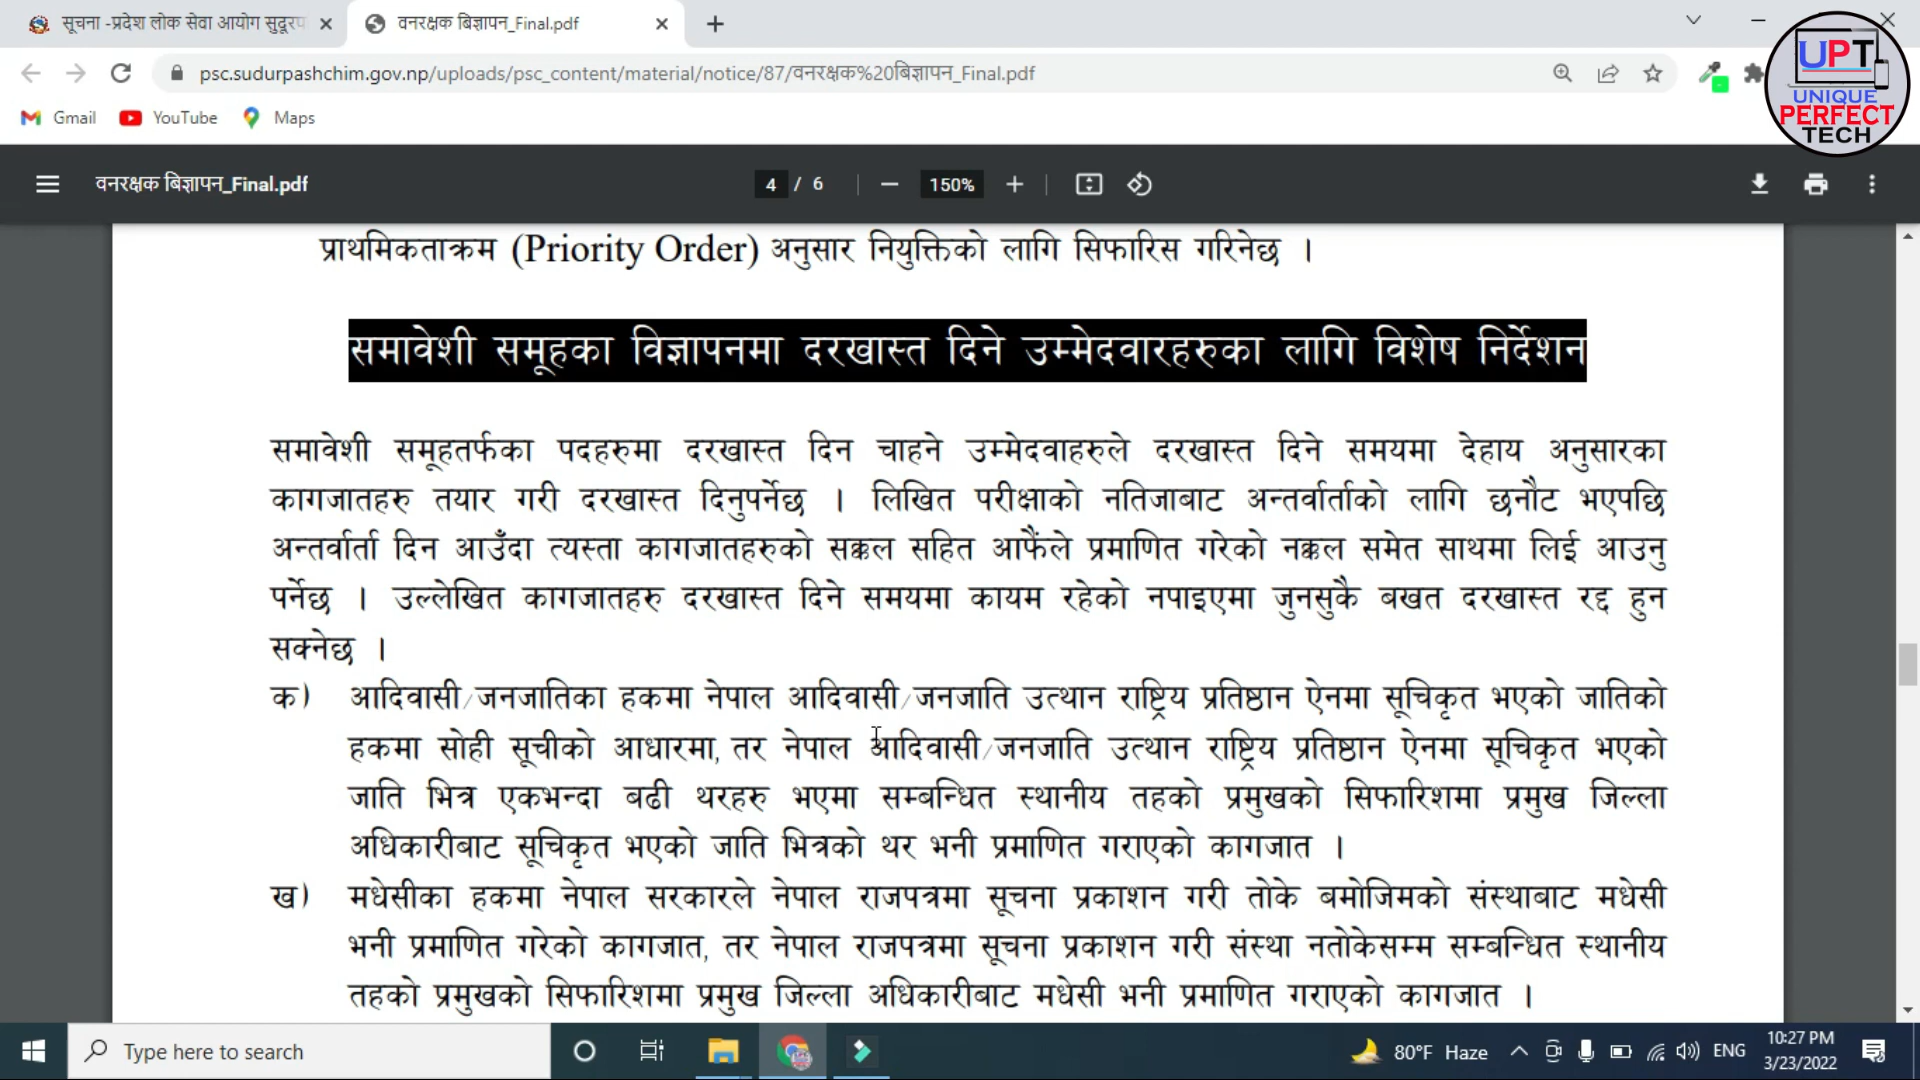 सूचना -प्रदेश लोक सेवा आयोग सुदूरप
वनरक्षक बिज्ञापन_Final.pdf
psc.sudurpashchim.gov.np/uploads/psc_content/material/notice/87/वनरक्षक%20बिज्ञापन_Final.pdf
Gmail
YouTube
Maps
UPT
UNIQUE
PERFECT
TECH
वनरक्षक बिज्ञापन_Final.pdf
4 / 6
150%
प्राथमिकताक्रम (Priority Order) अनुसार नियुक्तिको लागि सिफारिस गरिनेछ ।
समावेशी समूहका विज्ञापनमा दरखास्त दिने उम्मेदवारहरुका लागि विशेष निर्देशन
समावेशी समूहतर्फका पदहरुमा दरखास्त दिन चाहने उम्मेदवाहरुले दरखास्त दिने समयमा देहाय अनुसारका
कागजातहरु तयार गरी दरखास्त दिनुपर्नेछ । लिखित परीक्षाको नतिजाबाट अन्तर्वार्ताको लागि छनौट भएपछि
अन्तर्वार्ता दिन आउँदा त्यस्ता कागजातहरुको सक्कल सहित आफैंले प्रमाणित गरेको नक्कल समेत साथमा लिई आउनु
पर्नेछ । उल्लेखित कागजातहरु दरखास्त दिने समयमा कायम रहेको नपाइएमा जुनसुकै बखत दरखास्त रद्द हुन
सक्नेछ ।
क) आदिवासी/जनजातिका हकमा नेपाल आदिवासी/जनजाति उत्थान राष्ट्रिय प्रतिष्ठान ऐनमा सूचिकृत भएको जातिको
हकमा सोही सूचीको आधारमा, तर नेपाल आदिवासी/जनजाति उत्थान राष्ट्रिय प्रतिष्ठान ऐनमा सूचिकृत भएको
जाति भित्र एकभन्दा बढी थरहरु भएमा सम्बन्धित स्थानीय तहको प्रमुखको सिफारिशमा प्रमुख जिल्ला
अधिकारीबाट सूचिकृत भएको जाति भित्रको थर भनी प्रमाणित गराएको कागजात ।
ख) मधेसीका हकमा नेपाल सरकारले नेपाल राजपत्रमा सूचना प्रकाशन गरी तोके बमोजिमको संस्थाबाट मधेसी
भनी प्रमाणित गरेको कागजात, तर नेपाल राजपत्रमा सूचना प्रकाशन गरी संस्था नतोकेसम्म सम्बन्धित स्थानीय
तहको प्रमुखको सिफारिशमा प्रमुख जिल्ला अधिकारीबाट मधेसी भनी प्रमाणित गराएको कागजात ।
Type here to search
80°F Haze
ENG
10:27 PM
3/23/2022